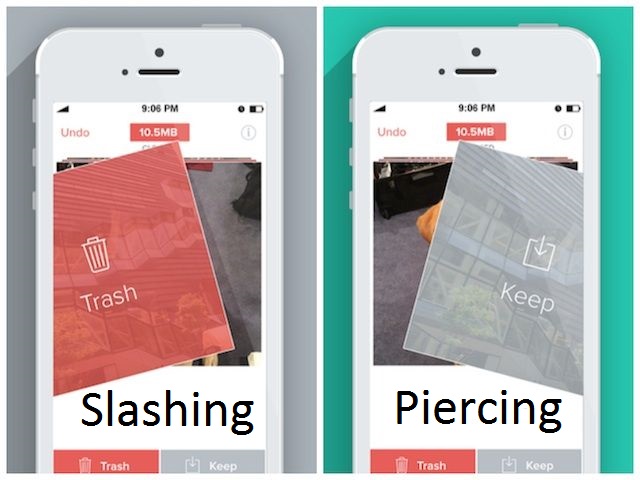 9:06 PM
Undo
10.5MB
Trash
Slashing
Trash
Keep
9:06 PM
Undo
10.5MB
Keep
Piercing
Trash
Keep